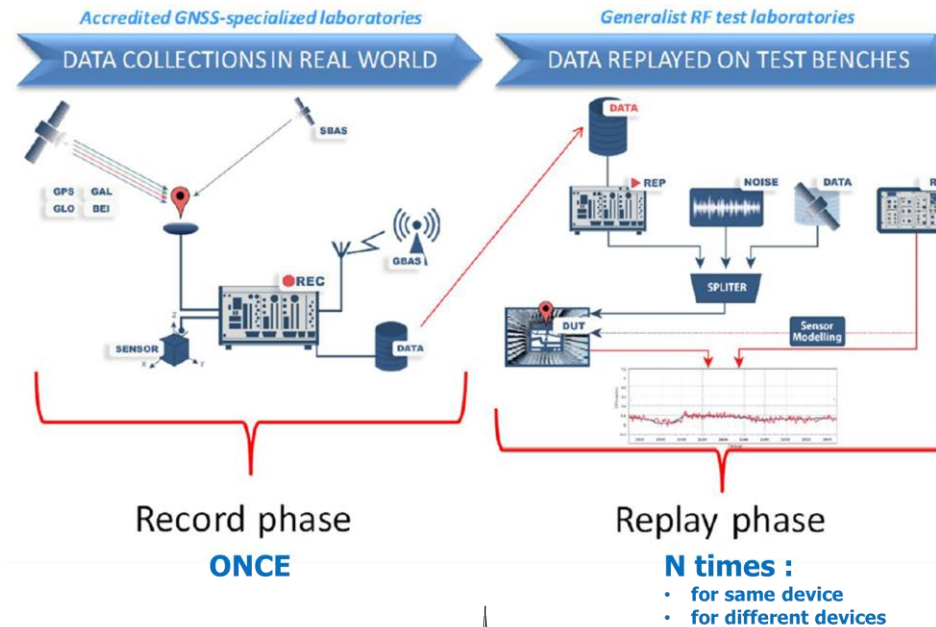 Accredited GNSS-specialized laboratories
DATA COLLECTIONS IN REAL WORLD
SBAS
GPS GAL
GLO BEI
GBAS
REC
SENSOR
Z
X
Y
DATA
Record phase
ONCE
Generalist RF test laboratories
DATA REPLAYED ON TEST BENCHES
DATA
REP
NOISE
DATA
R
SPLITER
DUT
Sensor
Modelling
Replay phase
N times :
• for same device
• for different devices